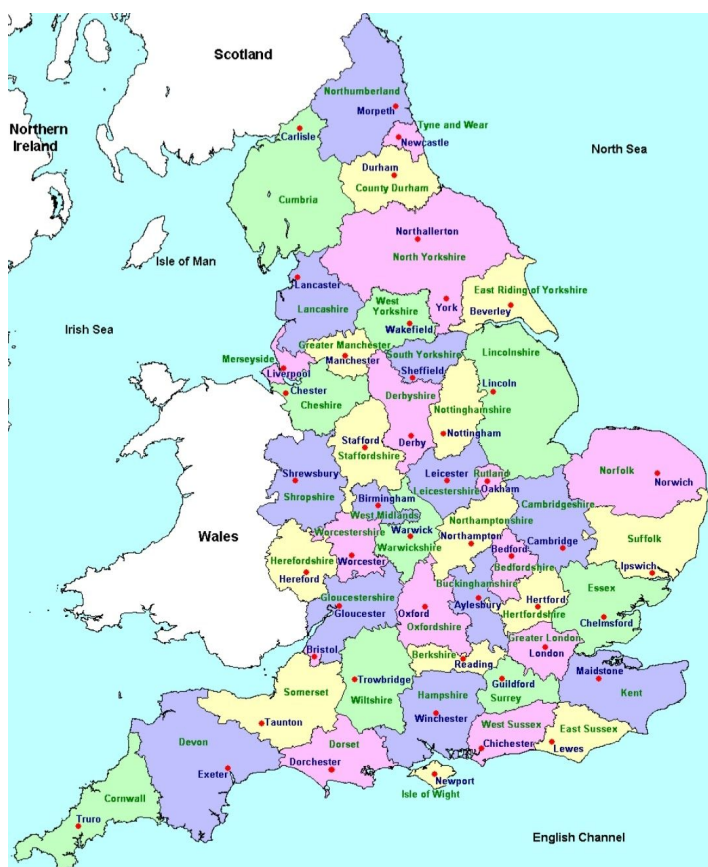 Scotland
Northumberland
Morpeth
Tyne and Wear
Northern
Ireland
Carlisle
Newcastle
North Sea
Durham
County Durham
Cumbria
Northallerton
North Yorkshire
Isle of Man
Lancaster
East Riding of Yorkshire
Lancashire
West
Yorkshire
York
Beverley
Irish Sea
Wakefield
Greater Manchester
Manchester
South Yorkshire
Lincolnshire
Merseyside
Liverpool
Sheffield
Chester
Cheshire
Derbyshire
Lincoln
Nottinghamshire
Stafford
Staffordshire
Derby
Nottingham
Shrewsbury
Shropshire
Leicester
Leicestershire
Rutland
Oakham
Norfolk
Norwich
Birmingham
West Midlands
Cambridgeshire
Wales
Worcestershire
Worcester
Warwick
Warwickshire
Northamptonshire
Northampton
Bedford
Bedfordshire
Cambridge
Suffolk
Ipswich
Herefordshire
Hereford
Gloucestershire
Gloucester
Oxford
Oxfordshire
Buckinghamshire
Aylesbury
Hertford
Hertfordshire
Essex
Chelmsford
Greater London
London
Bristol
Berkshire
Reading
Somerset
Trowbridge
Wiltshire
Hampshire
Winchester
Guildford
Surrey
Maidstone
Kent
Taunton
Devon
Exeter
Dorset
Dorchester
West Sussex
Chichester
East Sussex
Lewes
Newport
Isle of Wight
Cornwall
Truro
English Channel